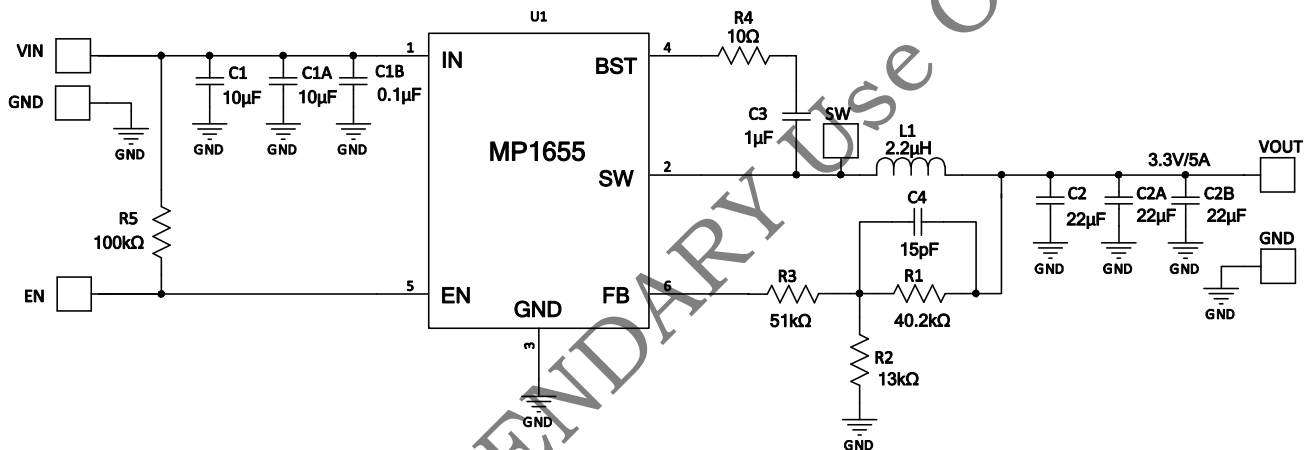 U1
VIN
GND
GND
C1
10µF
GND
C1A
10µF
GND
C1B
0.1µF
GND
R5
100kΩ
EN
1
IN
5
EN
MP1655
BST
4
SW
2
FB
6
GND
3
GND
R4
10Ω
C3
1µF
SW
L1
2.2µH
C4
15pF
R3
51kΩ
R1
40.2kΩ
R2
13kΩ
GND
3.3V/5A
VOUT
C2
22µF
GND
C2A
22µF
GND
C2B
22µF
GND
GND
GND
ENDARY Use O